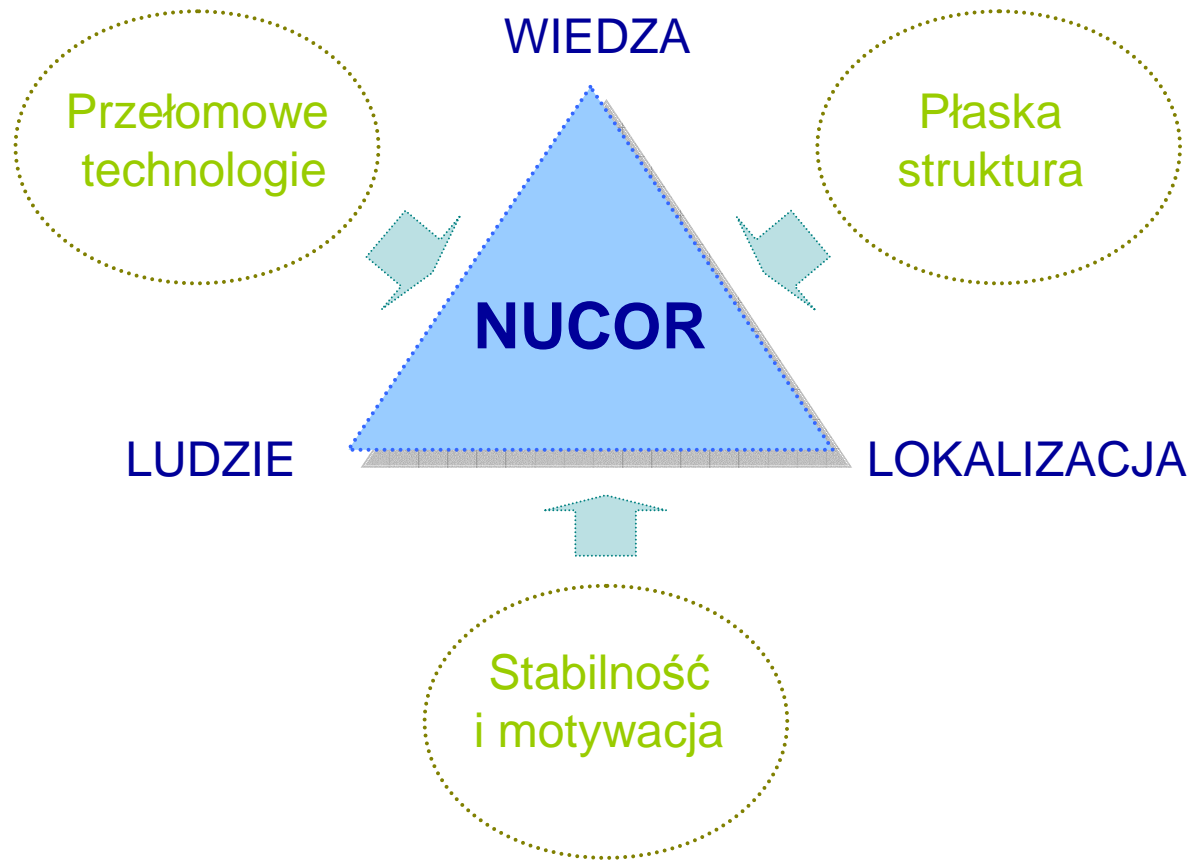 WIEDZA
Przełomowe
technologie
Płaska
struktura
NUCOR
LUDZIE
LOKALIZACJA
Stabilność
i motywacja